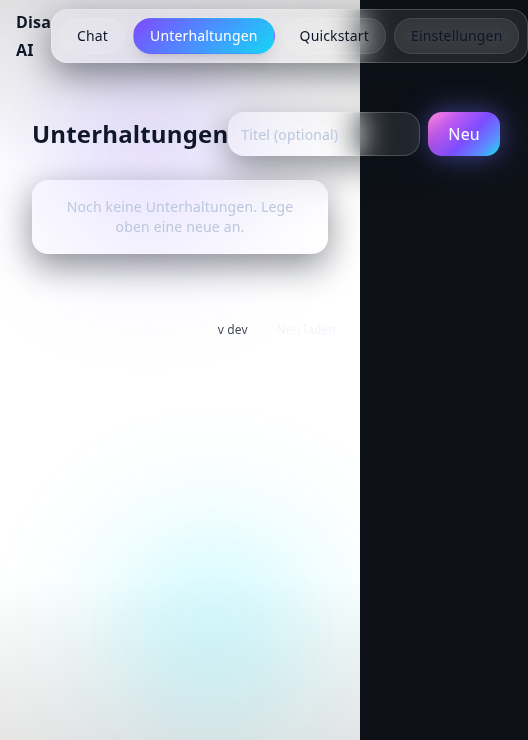 Disa
AI
Chat
Unterhaltungen
Quickstart
Einstellungen
Unterhaltungen
Titel (optional)
Neu
Noch keine Unterhaltungen. Lege
oben eine neue an.
v dev
Neu laden